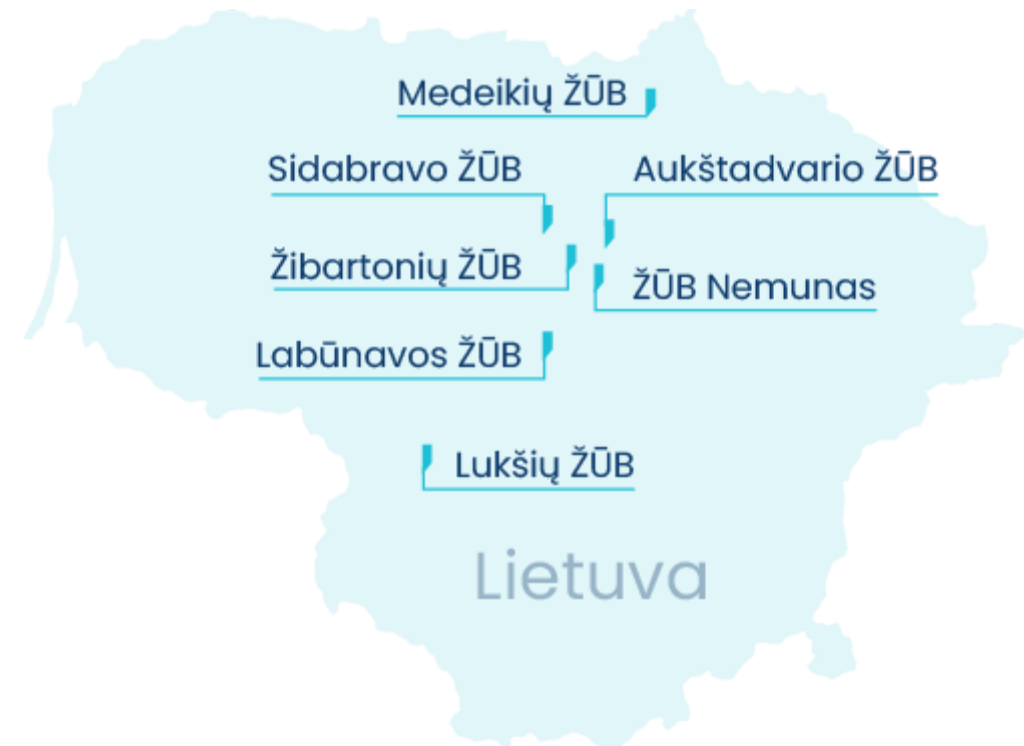 Medeikių ŽŪB
Sidabravo ŽŪB
Aukštadvario ŽŪB
Žibartonių ŽŪB
ŽŪB Nemunas
Labūnavos ŽŪB
Lukšių ŽŪB
Lietuva